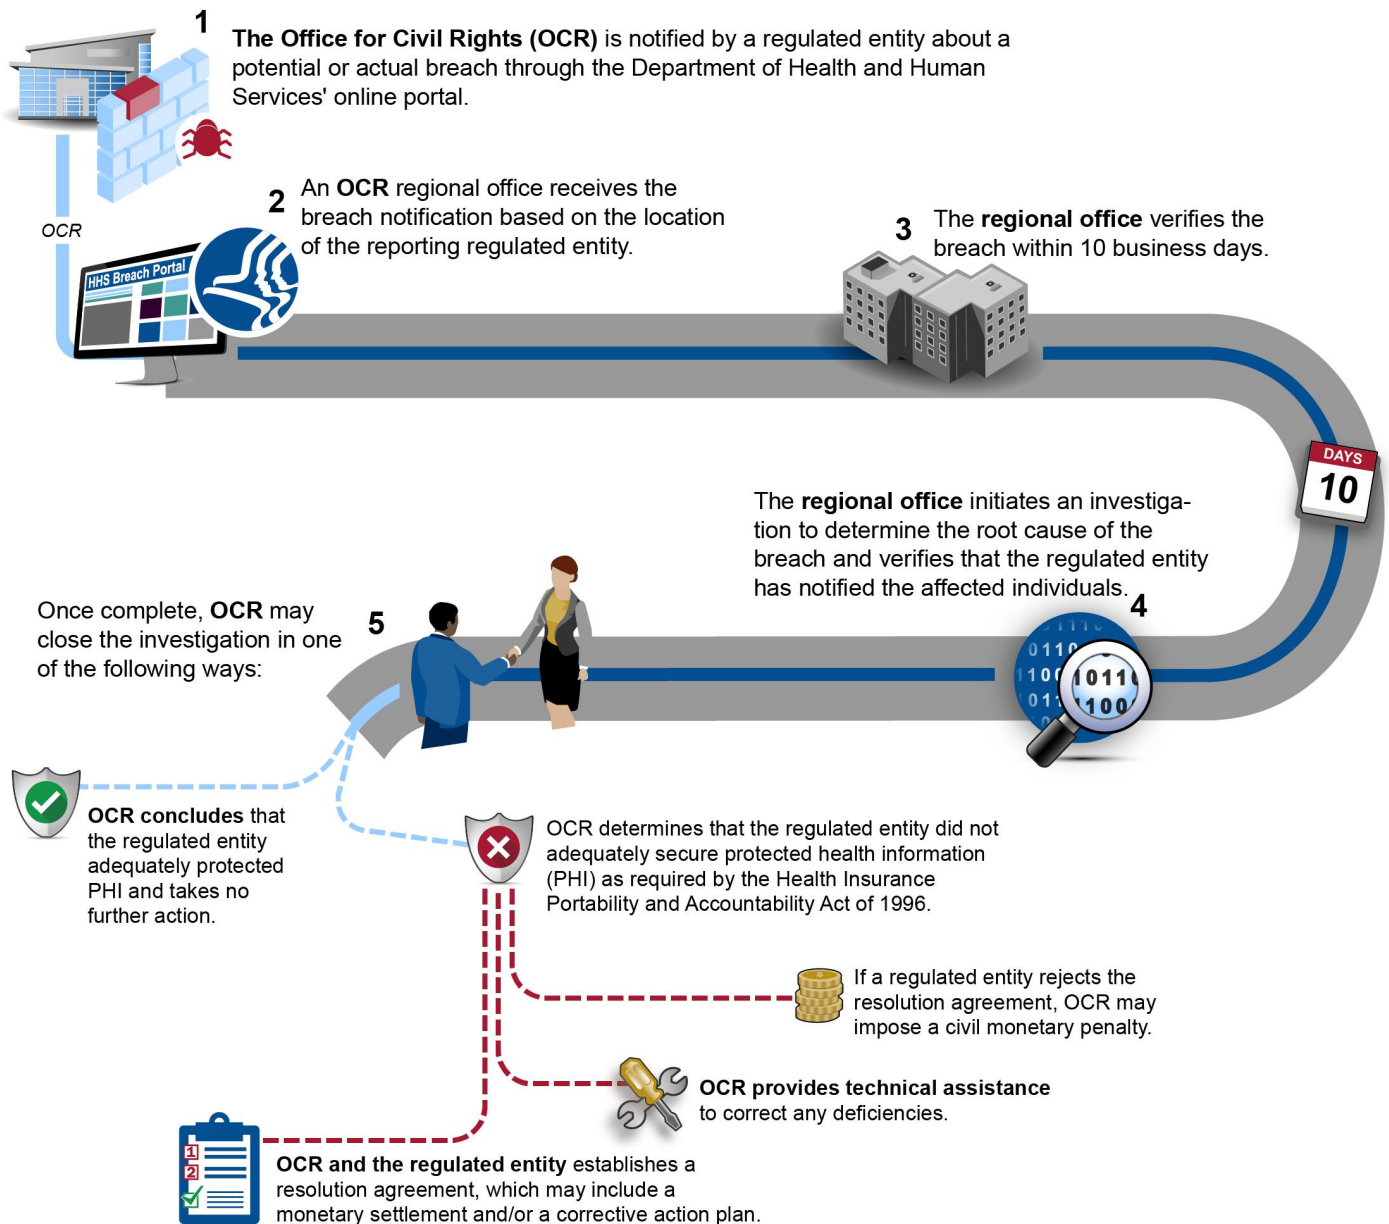 1
The Office for Civil Rights (OCR) is notified by a regulated entity about a
potential or actual breach through the Department of Health and Human
Services' online portal.
OCR
2
An OCR regional office receives the
breach notification based on the location
of the reporting regulated entity.
HHS Breach Portal
3
The regional office verifies the
breach within 10 business days.
DAYS
10
The regional office initiates an investiga-
tion to determine the root cause of the
breach and verifies that the regulated entity
has notified the affected individuals.
4
10110
1100
Once complete, OCR may
close the investigation in one
of the following ways:
5
OCR concludes that
the regulated entity
adequately protected
PHI and takes no
further action.
OCR determines that the regulated entity did not
adequately secure protected health information
(PHI) as required by the Health Insurance
Portability and Accountability Act of 1996.
If a regulated entity rejects the
resolution agreement, OCR may
impose a civil monetary penalty.
OCR provides technical assistance
to correct any deficiencies.
1
2
OCR and the regulated entity establishes a
resolution agreement, which may include a
monetary settlement and/or a corrective action plan.